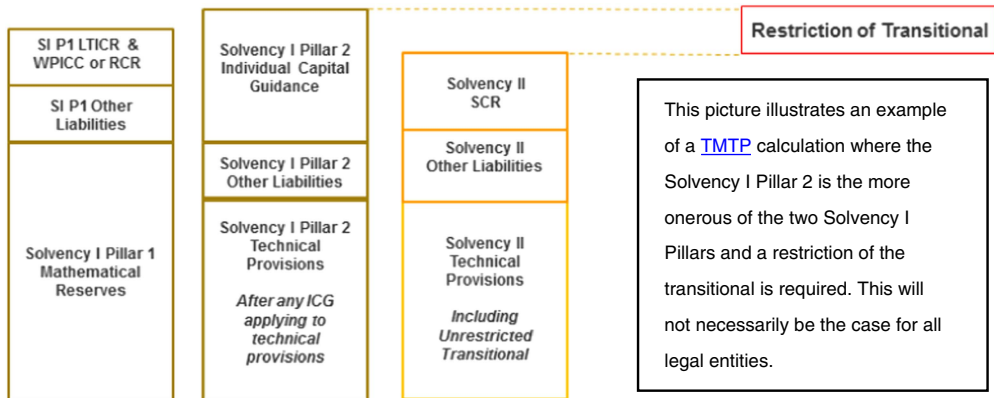 SI P1 LTICR &
WPICC or RCR
SI P1 Other
Liabilities
Solvency I Pillar 1
Mathematical
Reserves
Solvency I Pillar 2
Individual Capital
Guidance
Solvency I Pillar 2
Other Liabilities
Solvency I Pillar 2
Technical
Provisions
After any ICG
applying to
technical
provisions
Solvency II
SCR
Solvency II
Other Liabilities
Solvency II
Technical
Provisions
Including
Unrestricted
Transitional
Restriction of Transitional
This picture illustrates an example
of a TMTP calculation where the
Solvency I Pillar 2 is the more
onerous of the two Solvency I
Pillars and a restriction of the
transitional is required. This will
not necessarily be the case for all
legal entities.